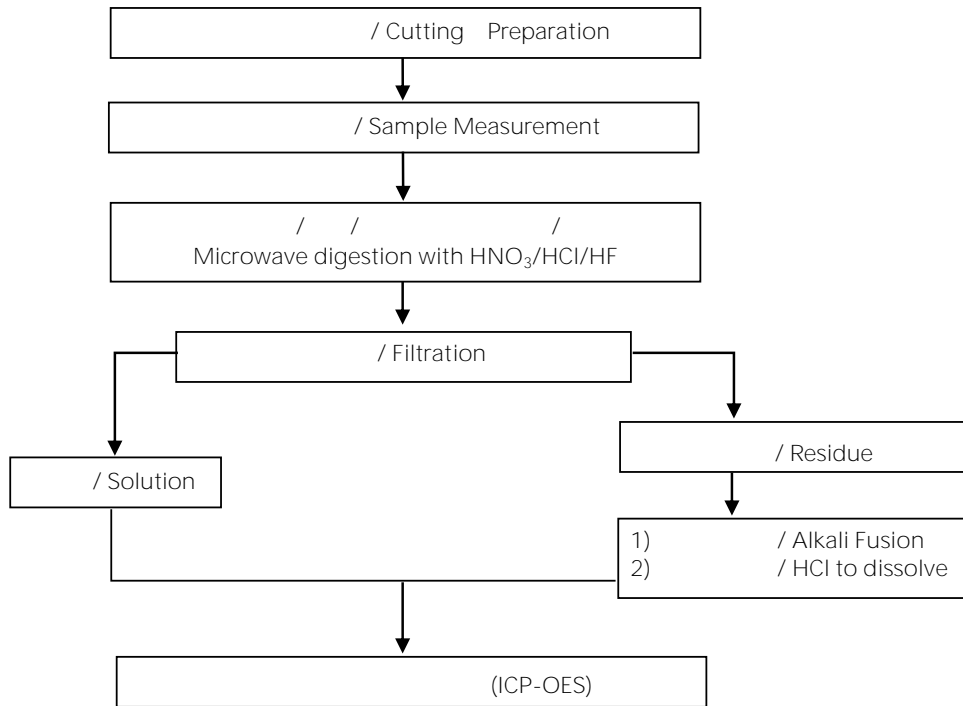 / Cutting Preparation
/ Sample Measurement
/ / /
Microwave digestion with HNO₃/HCl/HF
/ Filtration
/ Residue
/ Solution
1) / Alkali Fusion
2) / HCl to dissolve
(ICP-OES)